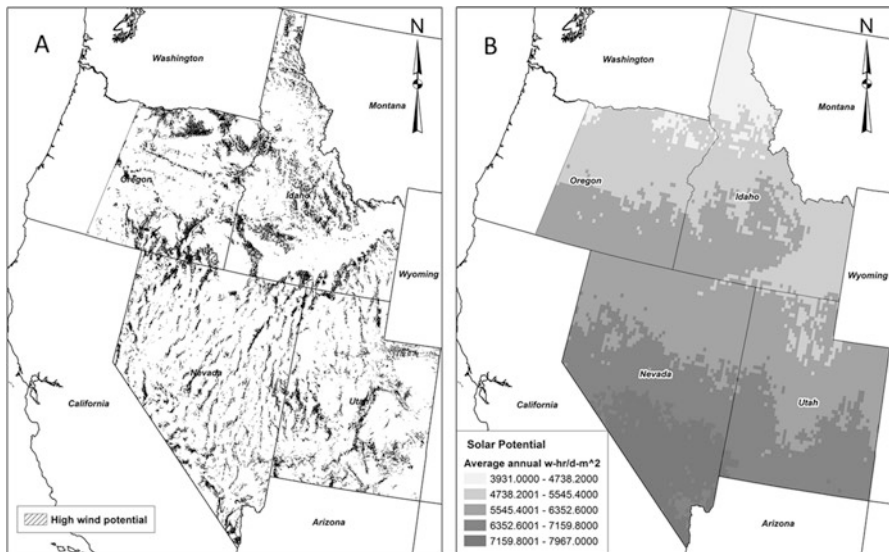 A
N
Washington
Montana
Oregon
Idaho
Wyoming
Nevada
Utah
California
Arizona
High wind potential
B
N
Washington
Montana
Oregon
Idaho
Wyoming
Nevada
Utah
California
Arizona
Solar Potential
Average annual w-hr/d-m^2
3931.0000 - 4738.2000
4738.2001 - 5545.4000
5545.4001 - 6352.6000
6352.6001 - 7159.8000
7159.8001 - 7967.0000